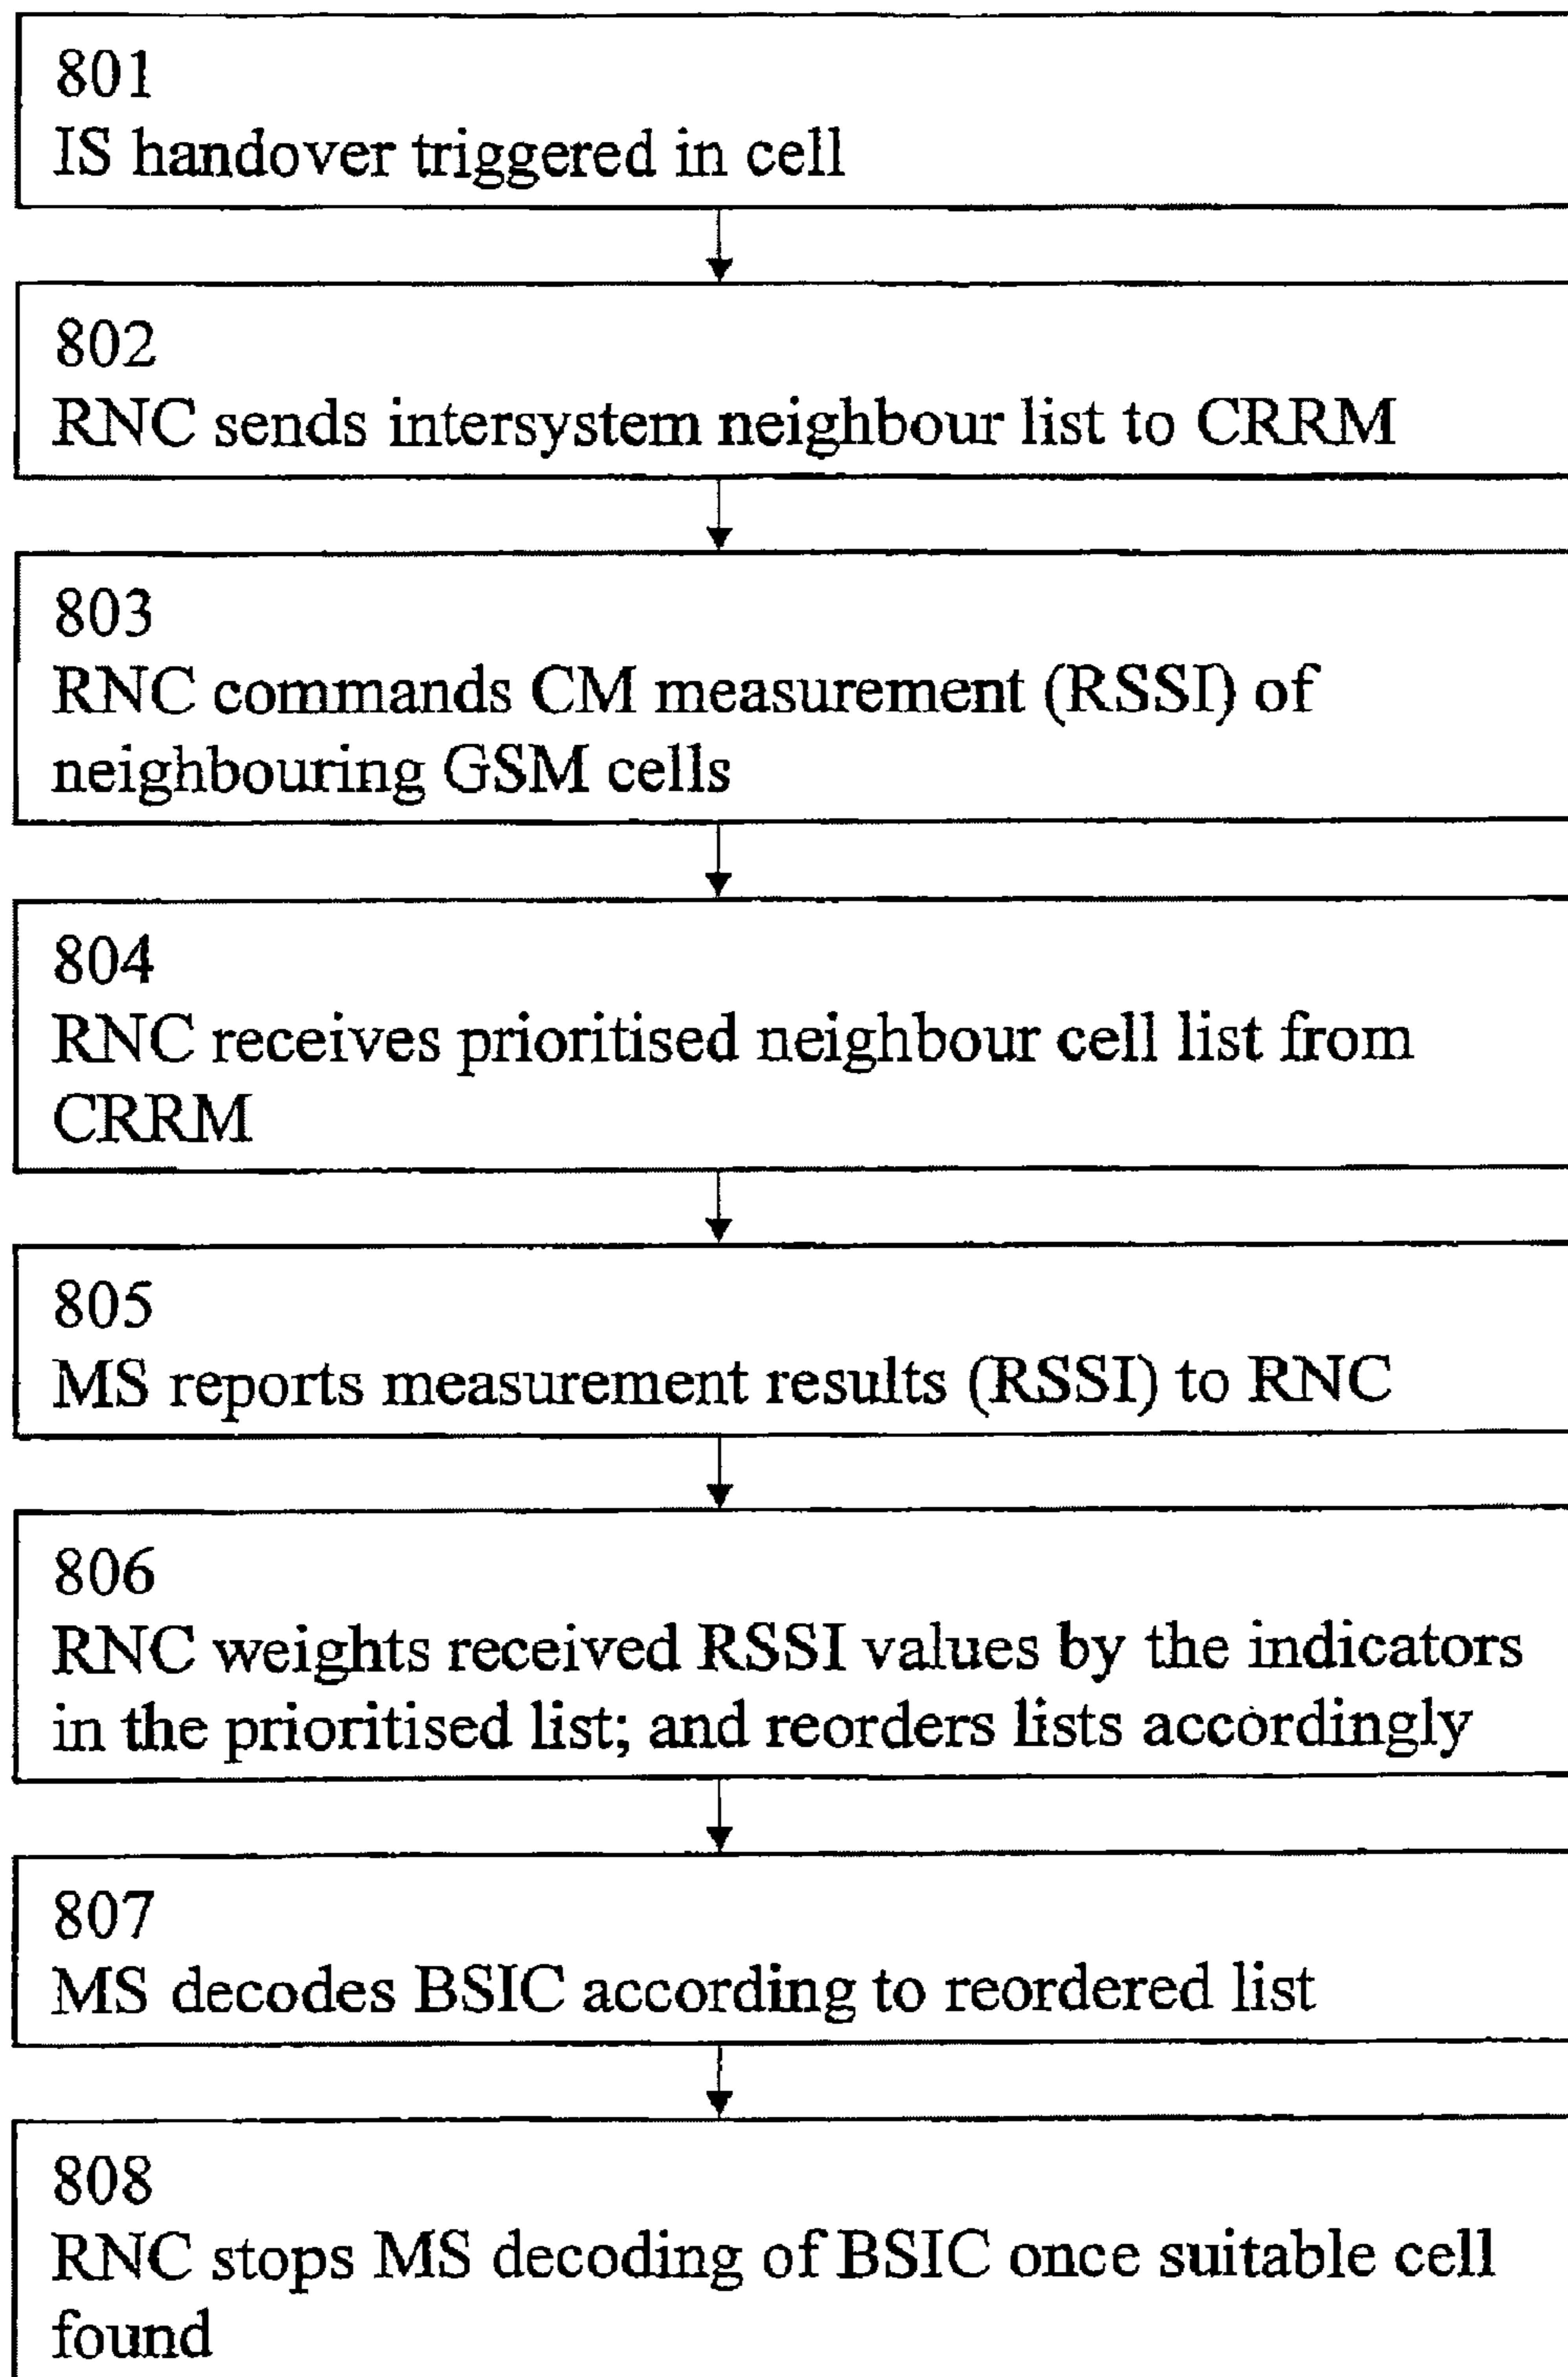 801
IS handover triggered in cell
802
RNC sends intersystem neighbour list to CRRM
803
RNC commands CM measurement (RSSI) of
neighbouring GSM cells
804
RNC receives prioritised neighbour cell list from
CRRM
805
MS reports measurement results (RSSI) to RNC
806
RNC weights received RSSI values by the indicators
in the prioritised list; and reorders lists accordingly
807
MS decodes BSIC according to reordered list
808
RNC stops MS decoding of BSIC once suitable cell
found